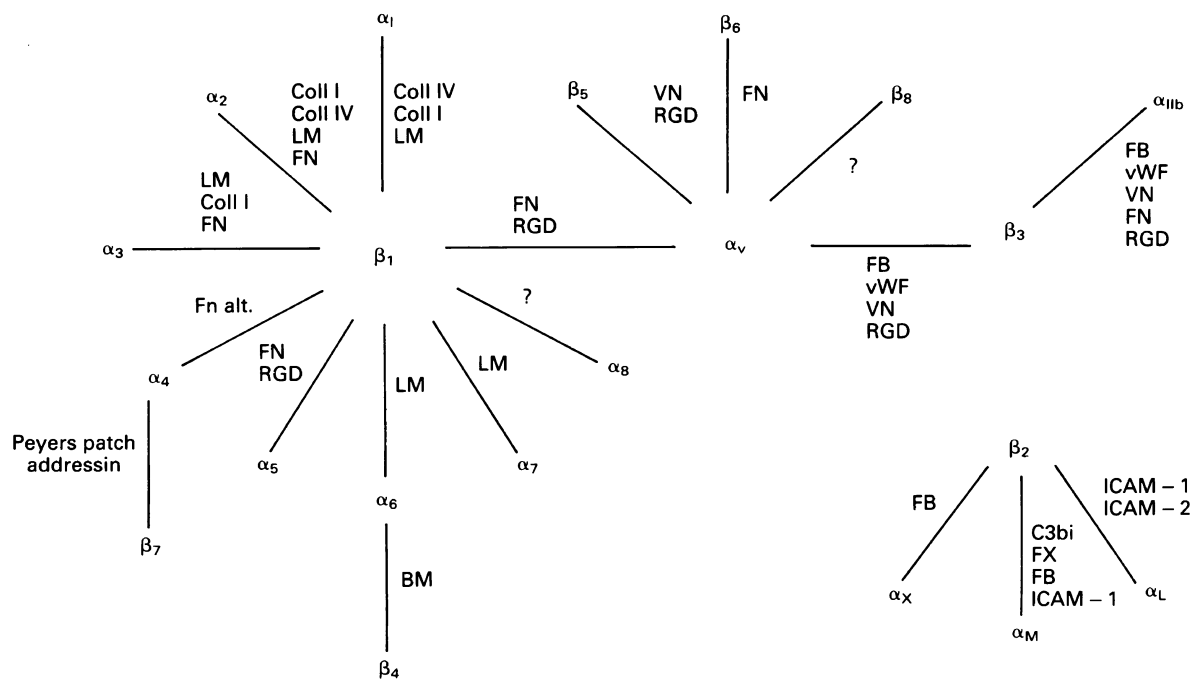 α₁
Coll IV
Coll I
LM
α₂
Coll I
Coll IV
LM
FN
α₃
LM
Coll I
FN
β₁
Fn alt.
α₄
Peyers patch
addressin
β₇
FN
RGD
α₅
LM
α₆
BM
β₄
LM
α₇
?
α₈
FN
RGD
αᵥ
β₅
VN
RGD
β₆
FN
β₈
?
FB
vWF
VN
RGD
β₃
αIIb
FB
vWF
VN
FN
RGD
β₂
FB
αX
C3bi
FX
FB
ICAM – 1
αM
ICAM – 1
ICAM – 2
αL